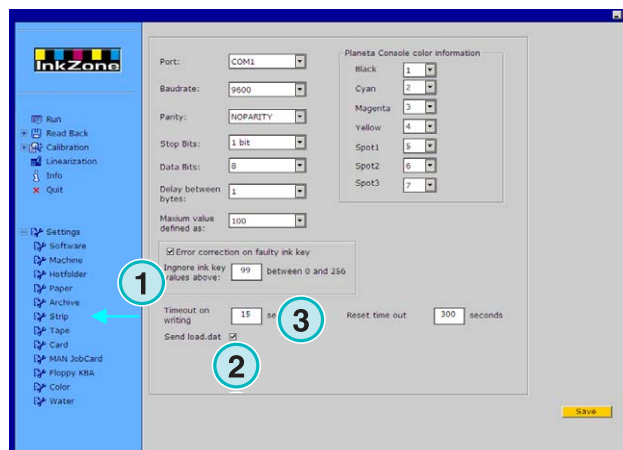 InkZone
Run
Read Back
Calibration
Linearization
Info
Quit
Settings
Software
Machine
Hotfolder
Paper
Archive
Strip
Tape
Card
MAN JobCard
Floppy KBA
Color
Water
1
Port: COM1
Baudrate: 9600
Parity: NOPARITY
Stop Bits: 1 bit
Data Bits: 8
Delay between
bytes: 1
Maxium value
defined as: 100
Planeta Console color information
Black 1
Cyan 2
Magenta 3
Yellow 4
Spot1 5
Spot2 6
Spot3 7
Error correction on faulty ink key
Ingnore ink key
values above: 99 between 0 and 256
Timeout on
writing 15 se
3
Reset time out 300 seconds
Send load.dat
2
Save